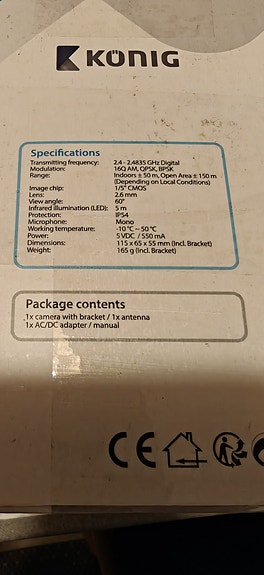 KÖNIG
Specifications
Transmitting frequency: 2.4 - 2.4835 GHz Digital
Modulation: 16Q AM, QPSK, BPSK
Range: Indoors ± 50 m, Open Area ± 150 m
(Depending on Local Conditions)
Image chip: 1/5" CMOS
Lens: 2.6 mm
View angle: 60°
Infrared illumination (LED): 5 m
Protection: IP54
Microphone: Mono
Working temperature: -10 °C ~ 50 °C
Power: 5 VDC / 550 mA
Dimensions: 115 x 65 x 55 mm (Incl. Bracket)
Weight: 165 g (Incl. Bracket)
Package contents
1x camera with bracket / 1x antenna
1x AC/DC adapter / manual
CE